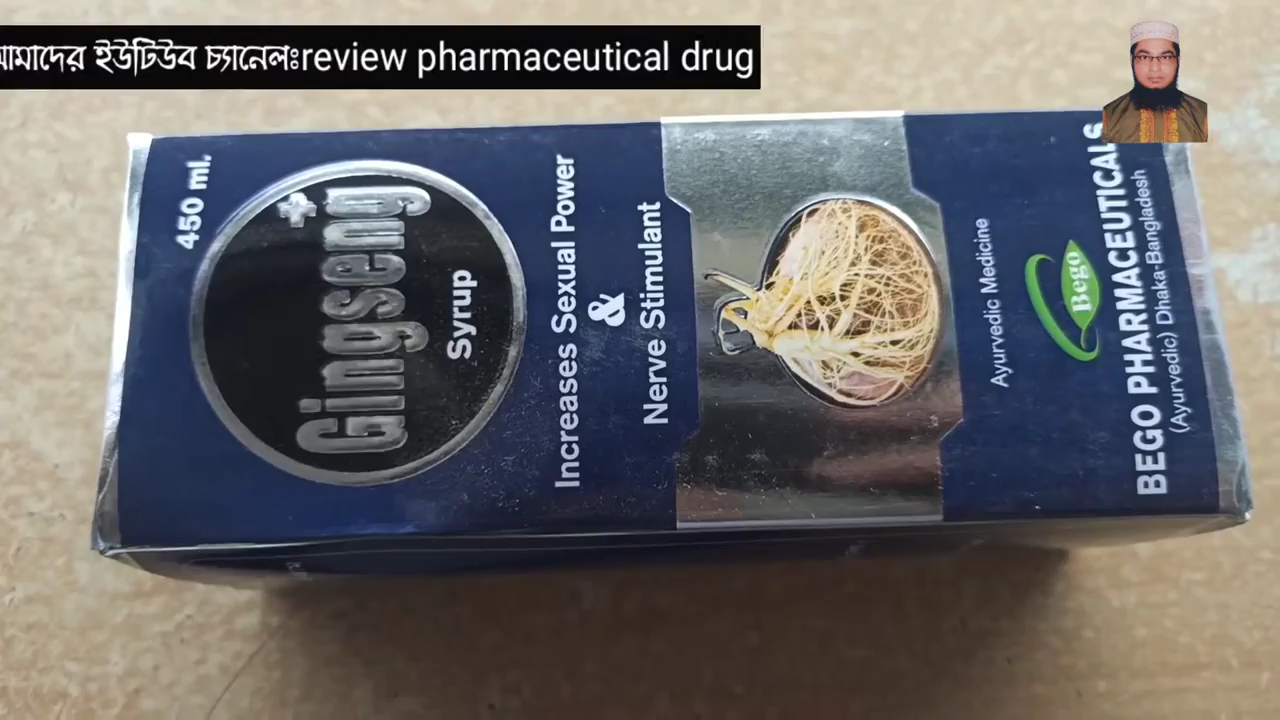 আমাদের ইউটিউব চ্যানেলঃreview pharmaceutical drug
450 ml.
Gingseng+
Syrup
Increases Sexual Power
&
Nerve Stimulant
Ayurvedic Medicine
Bego
BEGO PHARMACEUTICALS
(Ayurvedic) Dhaka-Bangladesh